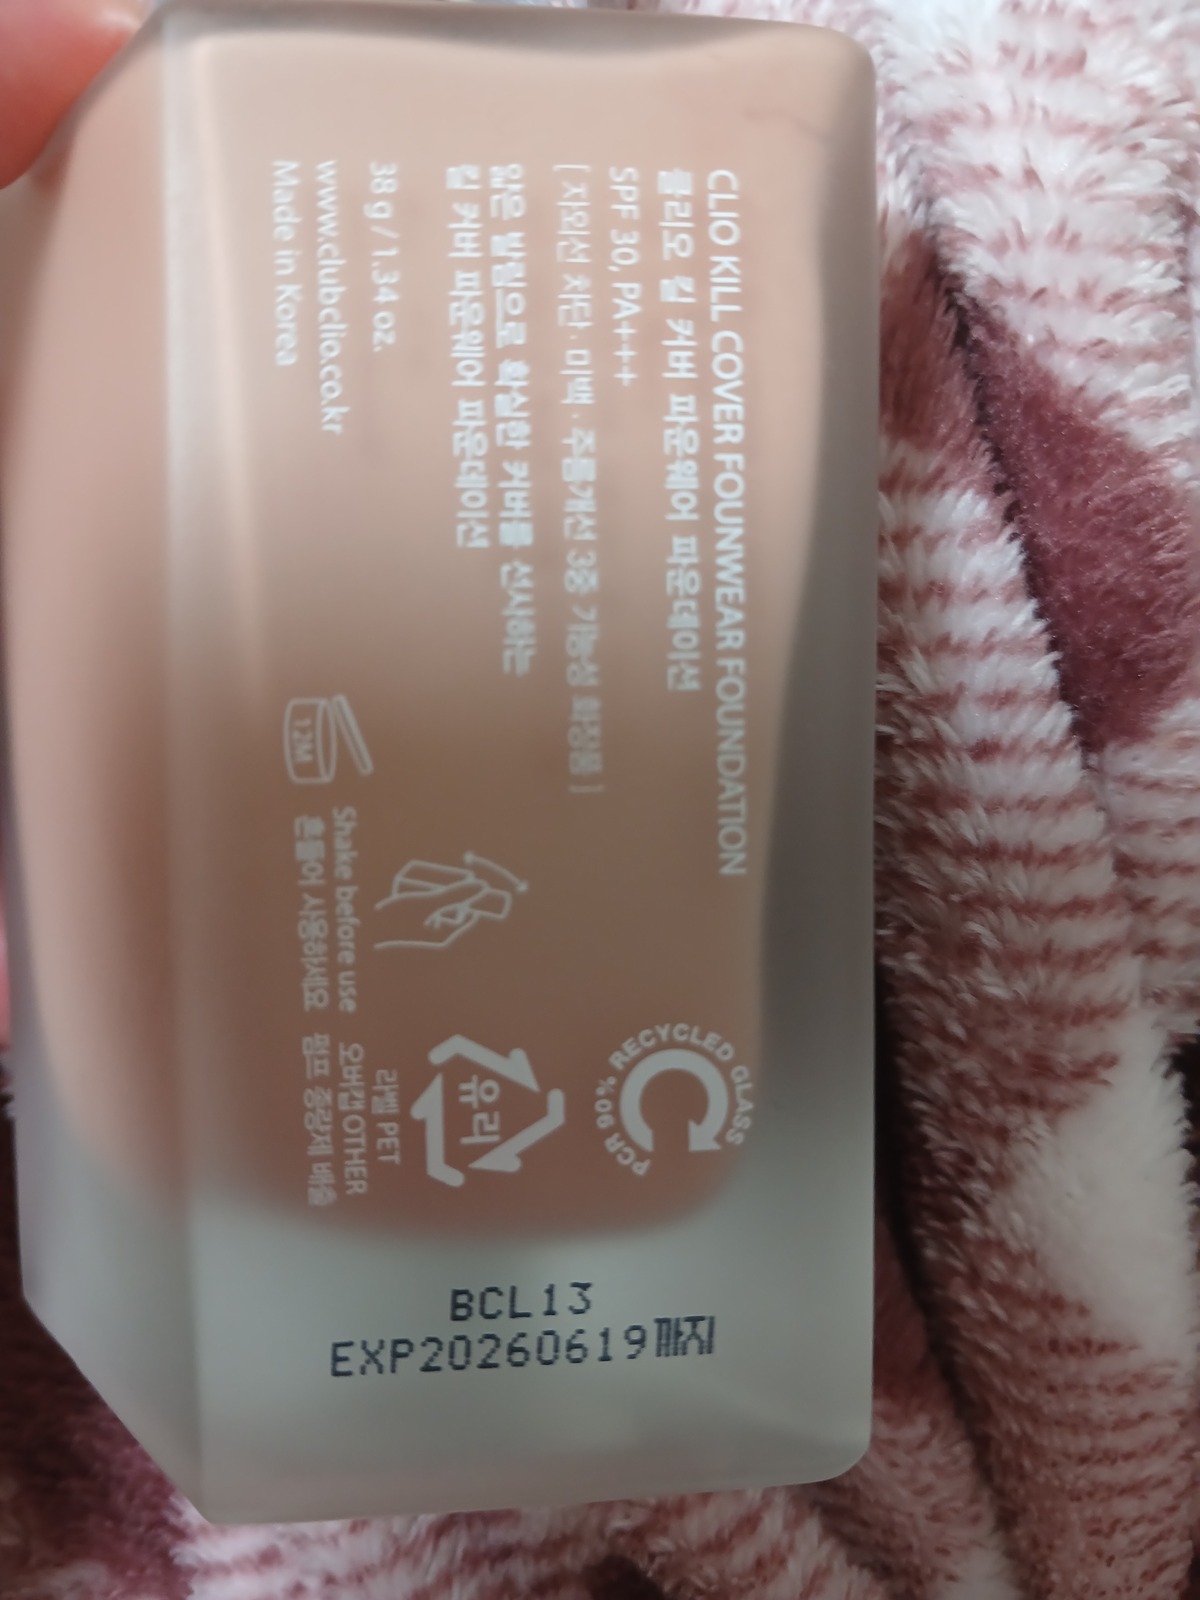 CLIO KILL COVER FOUNWEAR FOUNDATION
클리오 킬 커버 파운웨어 파운데이션
SPF 30, PA+++
[ 자외선 차단 · 미백 · 주름개선 3중 기능성 화장품 ]
얇은 발림으로 확실한 커버를 선사하는
킬 커버 파운웨어 파운데이션
38 g / 1.34 oz.
www.clubclio.co.kr
Made in Korea
12M
Shake before use
흔들어 사용하세요
PCR 90% RECYCLED GLASS
유리
라벨 PET
오버캡 OTHER
펌프 종량제 배출
BCL13
EXP20260619까지